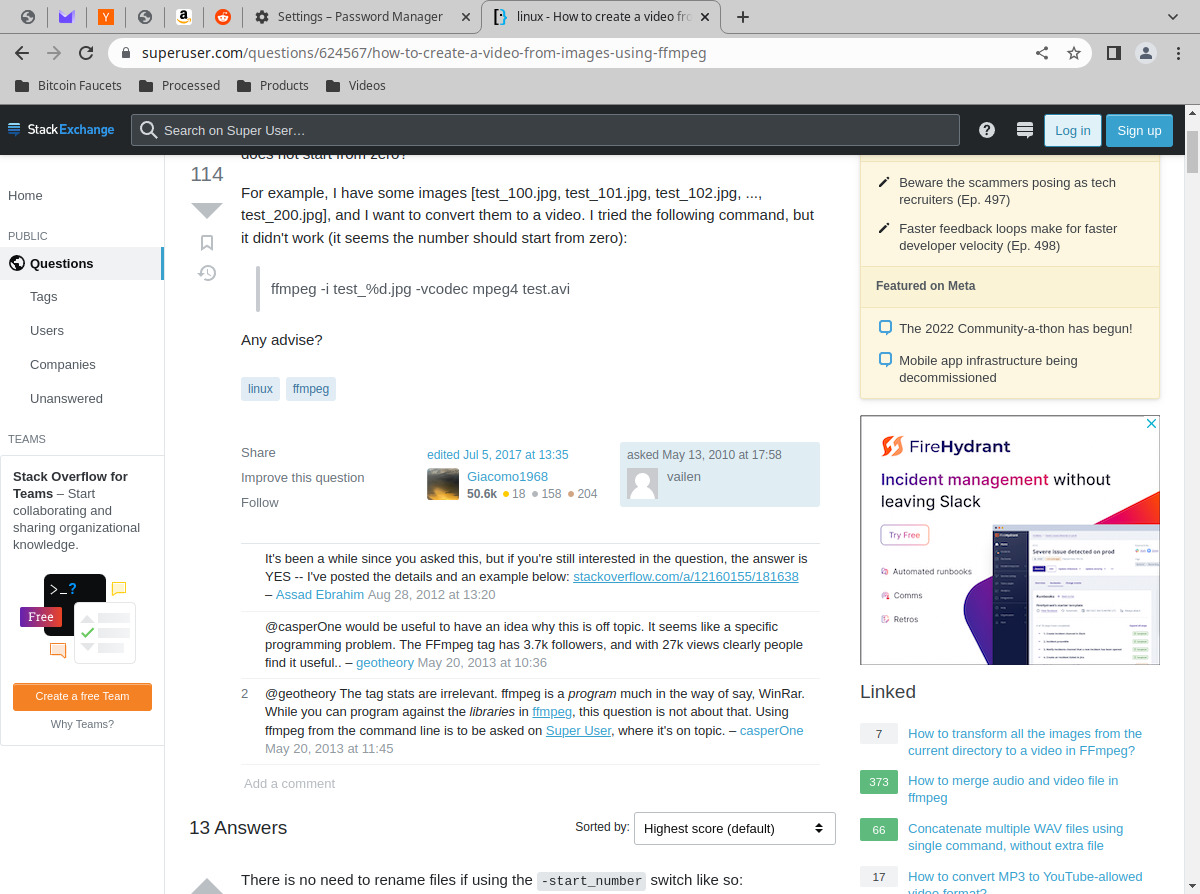 Settings – Password Manager
linux - How to create a video fro
superuser.com/questions/624567/how-to-create-a-video-from-images-using-ffmpeg
Bitcoin Faucets
Processed
Products
Videos
StackExchange
Search on Super User…
Log in
Sign up
Home
PUBLIC
Questions
Tags
Users
Companies
Unanswered
TEAMS
Stack Overflow for
Teams – Start
collaborating and
sharing organizational
knowledge.
>_?
Free
Create a free Team
Why Teams?
does not start from zero?
114
For example, I have some images [test_100.jpg, test_101.jpg, test_102.jpg, ...,
test_200.jpg], and I want to convert them to a video. I tried the following command, but
it didn't work (it seems the number should start from zero):
ffmpeg -i test_%d.jpg -vcodec mpeg4 test.avi
Any advise?
linux
ffmpeg
Share
Improve this question
Follow
edited Jul 5, 2017 at 13:35
Giacomo1968
50.6k 18 158 204
asked May 13, 2010 at 17:58
vailen
It's been a while since you asked this, but if you're still interested in the question, the answer is
YES -- I've posted the details and an example below: stackoverflow.com/a/12160155/181638
– Assad Ebrahim Aug 28, 2012 at 13:20
@casperOne would be useful to have an idea why this is off topic. It seems like a specific
programming problem. The FFmpeg tag has 3.7k followers, and with 27k views clearly people
find it useful.. – geotheory May 20, 2013 at 10:36
2
@geotheory The tag stats are irrelevant. ffmpeg is a program much in the way of say, WinRar.
While you can program against the libraries in ffmpeg, this question is not about that. Using
ffmpeg from the command line is to be asked on Super User, where it's on topic. – casperOne
May 20, 2013 at 11:45
Add a comment
13 Answers
Sorted by:
Highest score (default)
There is no need to rename files if using the -start_number switch like so:
Beware the scammers posing as tech
recruiters (Ep. 497)
Faster feedback loops make for faster
developer velocity (Ep. 498)
Featured on Meta
The 2022 Community-a-thon has begun!
Mobile app infrastructure being
decommissioned
FireHydrant
Incident management without
leaving Slack
Try Free
Automated runbooks
Comms
Retros
Severe issue detected on prod
Linked
7
How to transform all the images from the
current directory to a video in FFmpeg?
373
How to merge audio and video file in
ffmpeg
66
Concatenate multiple WAV files using
single command, without extra file
17
How to convert MP3 to YouTube-allowed
video format?